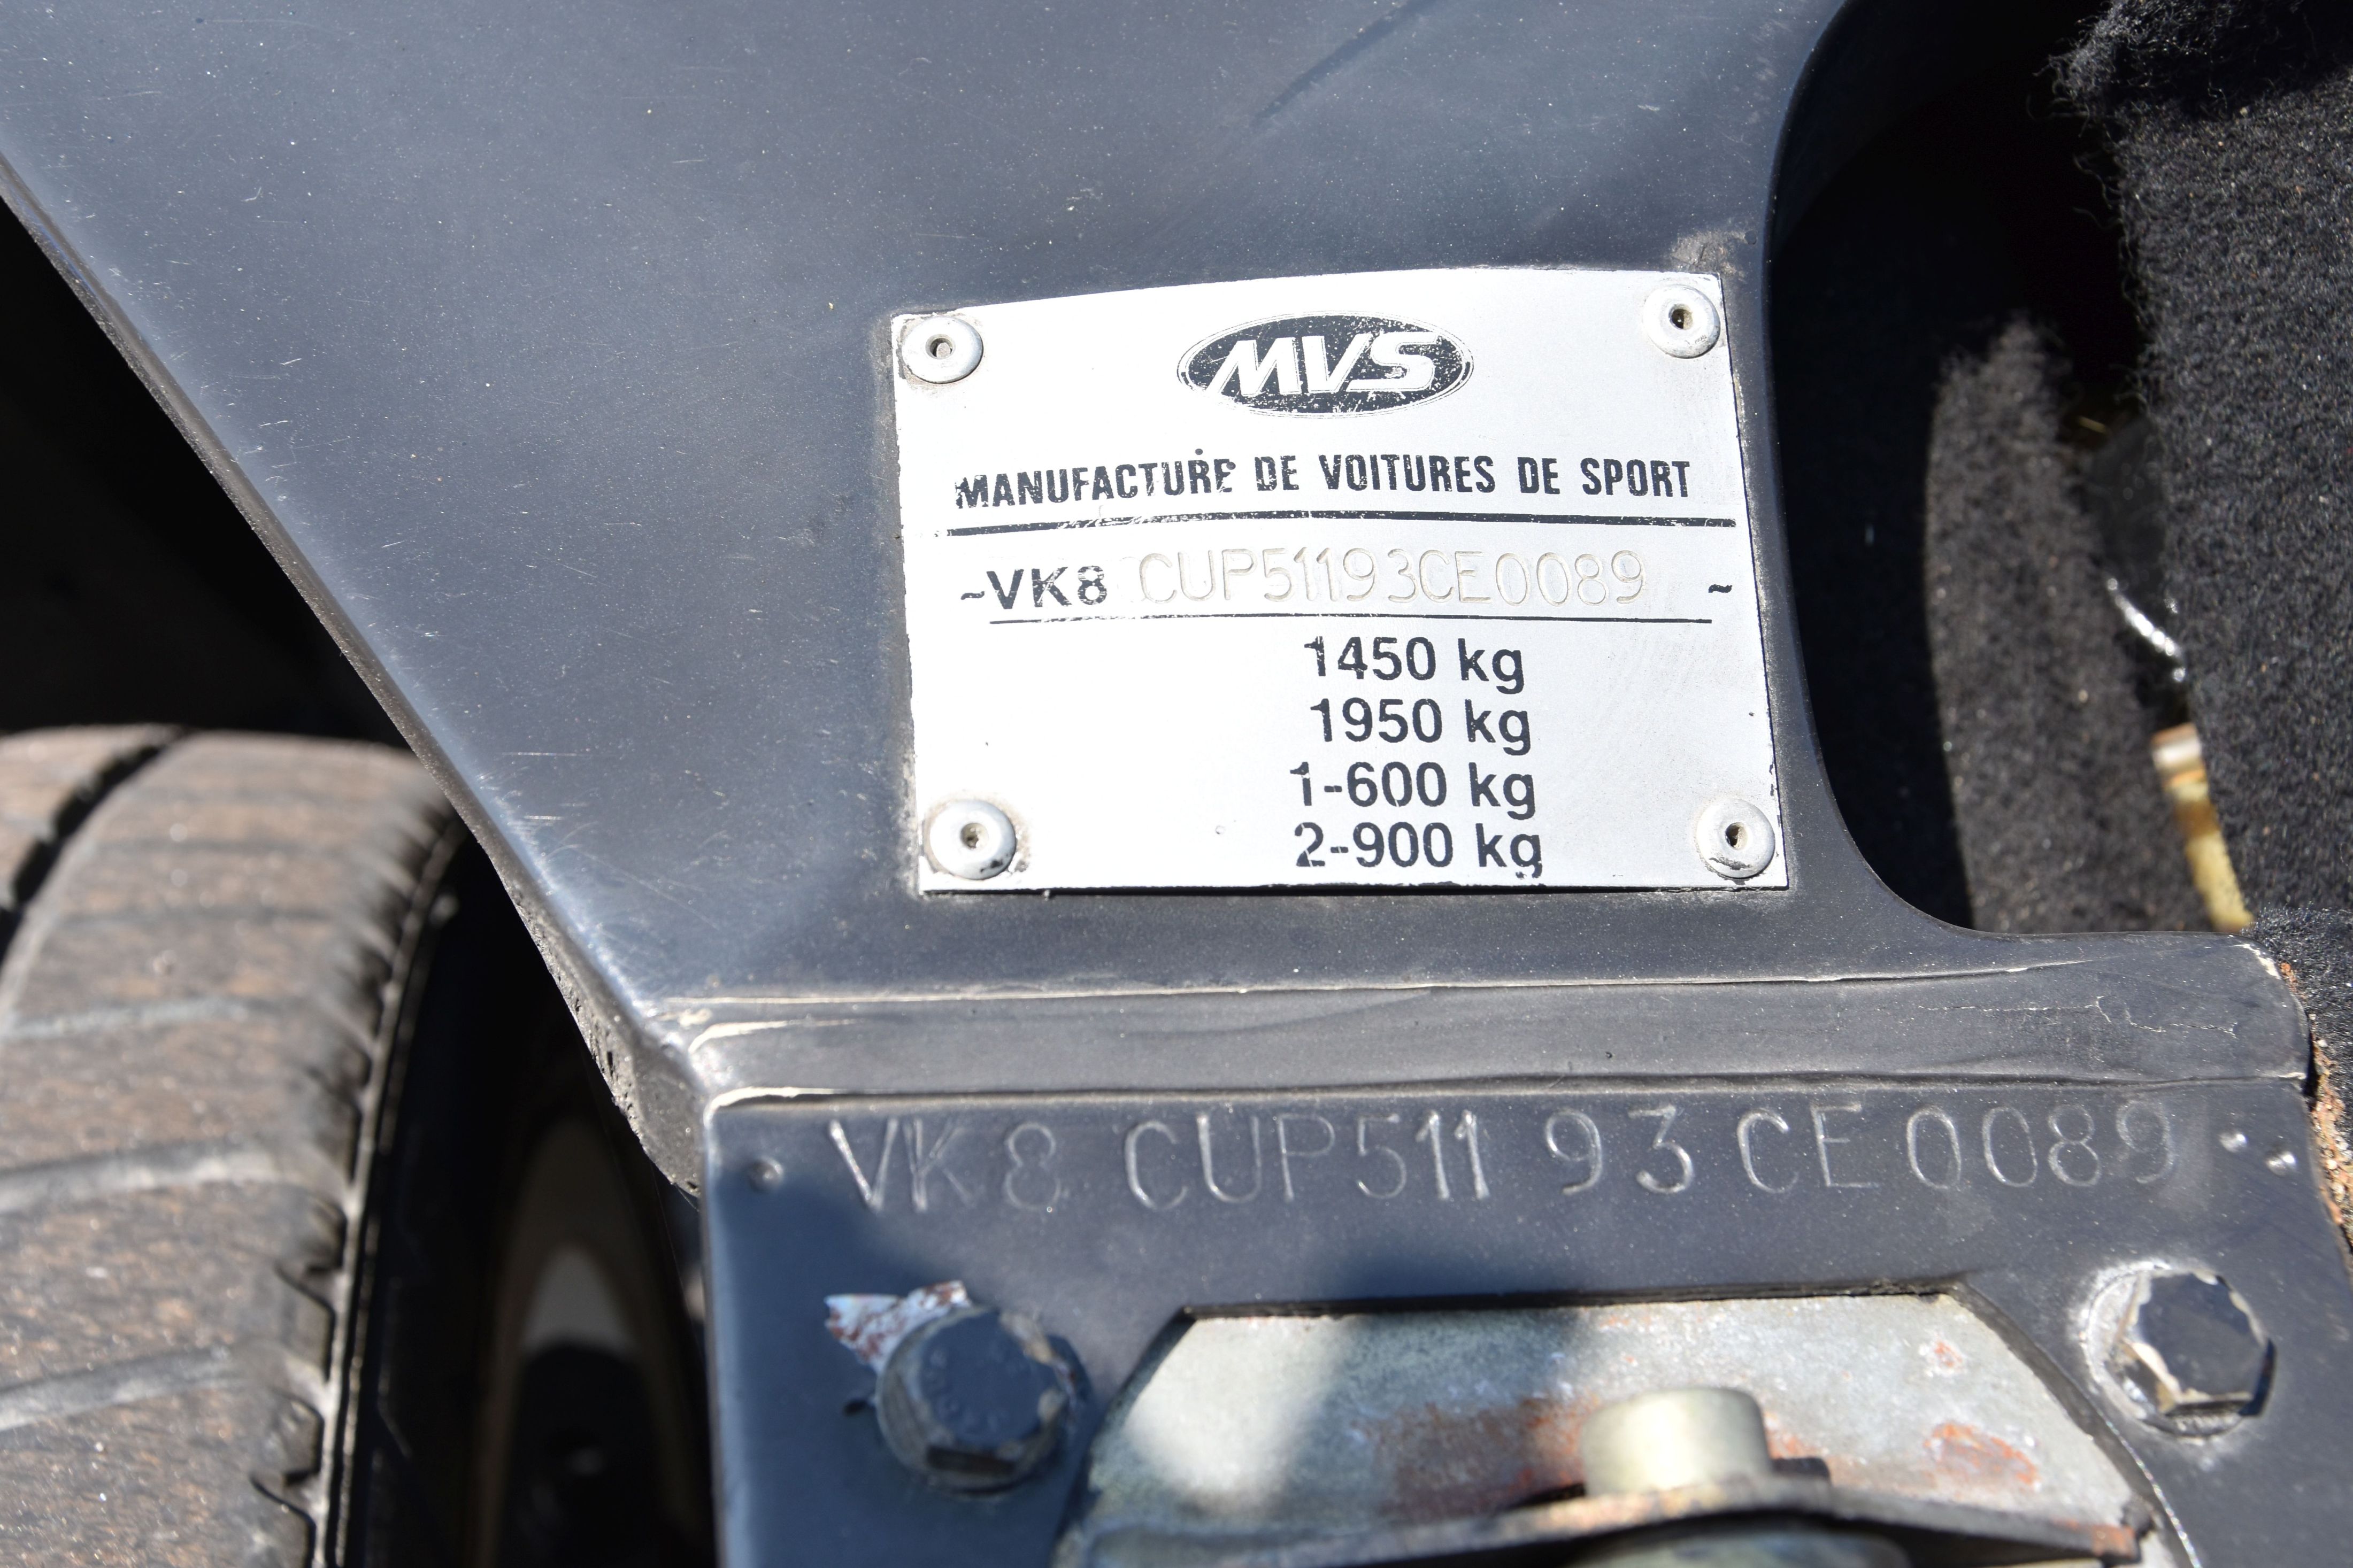 MVS
MANUFACTURE DE VOITURES DE SPORT
~VK8 CUP51193CE0089 ~
1450 kg
1950 kg
1-600 kg
2-900 kg
VK8 CUP511 93 CE 0089